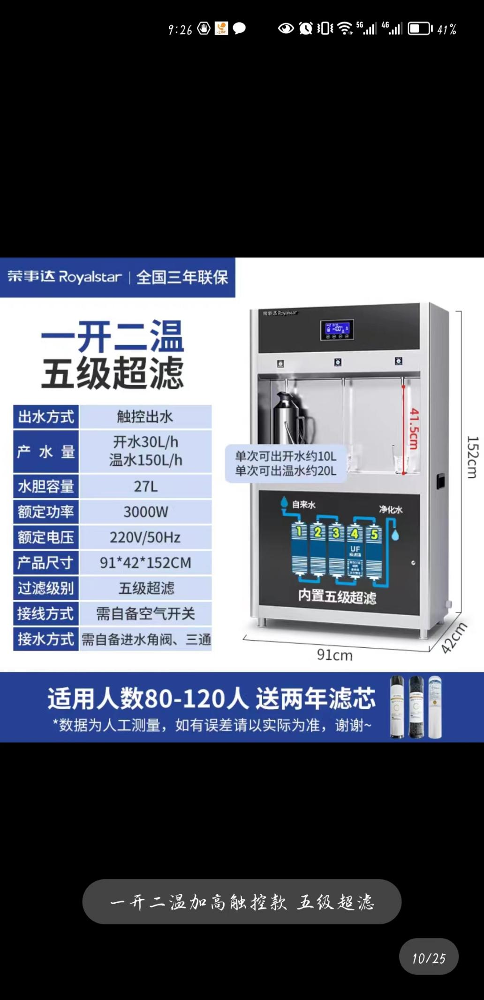 9:26
5G
4G
41%
荣事达 Royalstar | 全国三年联保
一开二温
五级超滤
出水方式 触控出水
产水量 开水30L/h
温水150L/h
水胆容量 27L
额定功率 3000W
额定电压 220V/50Hz
产品尺寸 91*42*152CM
过滤级别 五级超滤
接线方式 需自备空气开关
接水方式 需自备进水角阀、三通
荣事达 Royalstar
41.5cm
单次可出开水约10L
单次可出温水约20L
152cm
自来水
净化水
1 2 3 4 5
UF
内置五级超滤
91cm
42cm
适用人数80-120人 送两年滤芯
*数据为人工测量，如有误差请以实际为准，谢谢~
一开二温加高触控款 五级超滤
10/25